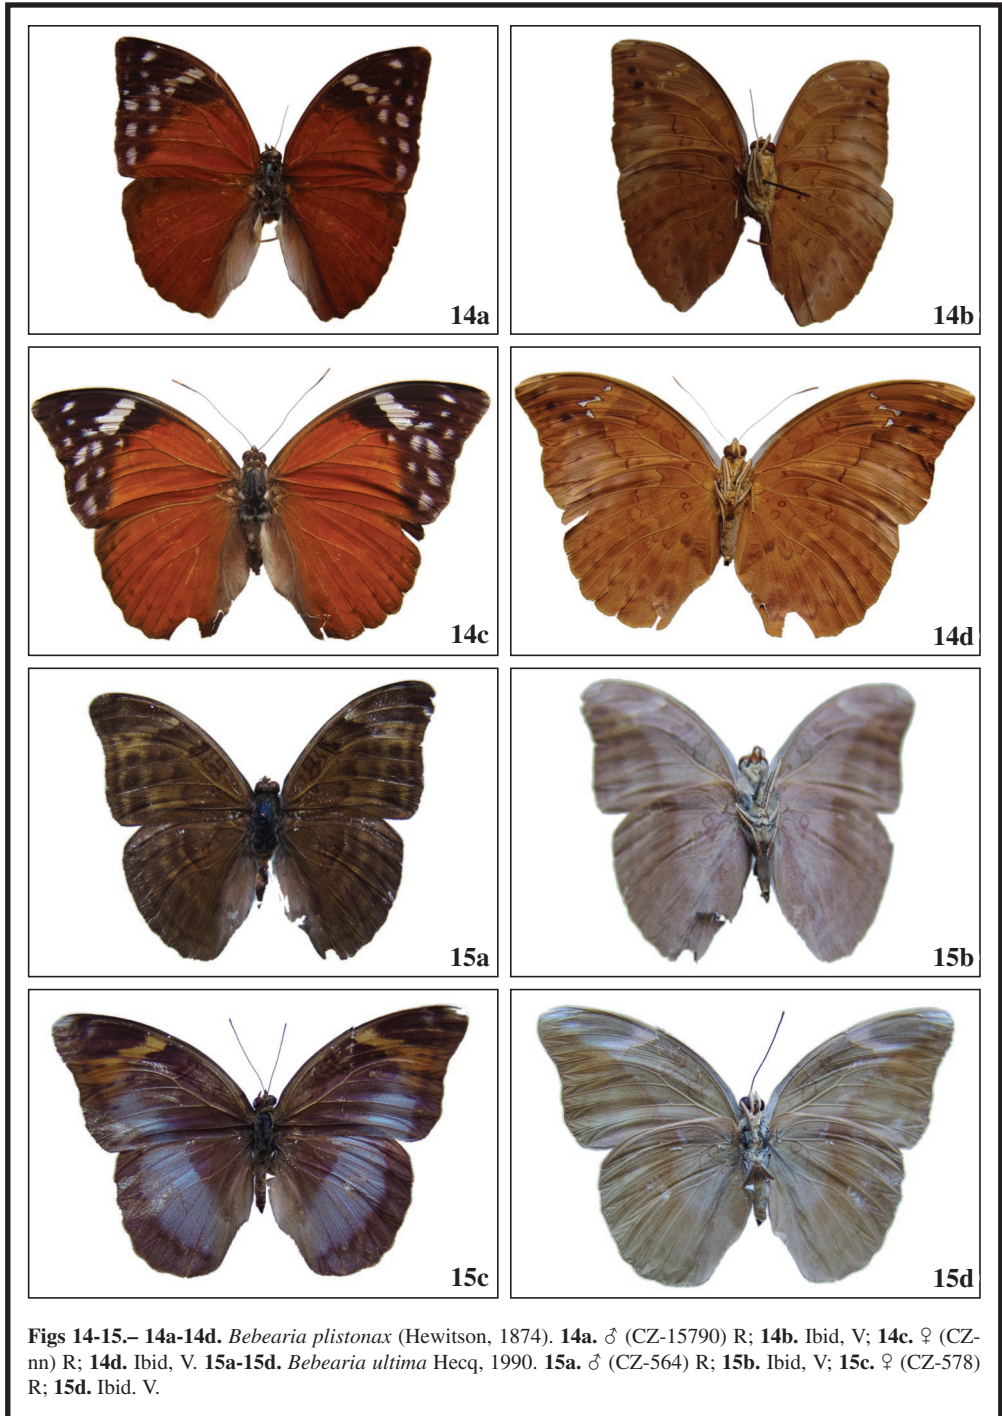 14a
14b
14c
14d
15a
15b
15c
15d
Figs 14-15.– 14a-14d. Bebearia plistonax (Hewitson, 1874). 14a. ♂ (CZ-15790) R; 14b. Ibid, V; 14c. ♀ (CZ-
nn) R; 14d. Ibid, V. 15a-15d. Bebearia ultima Hecq, 1990. 15a. ♂ (CZ-564) R; 15b. Ibid, V; 15c. ♀ (CZ-578)
R; 15d. Ibid. V.